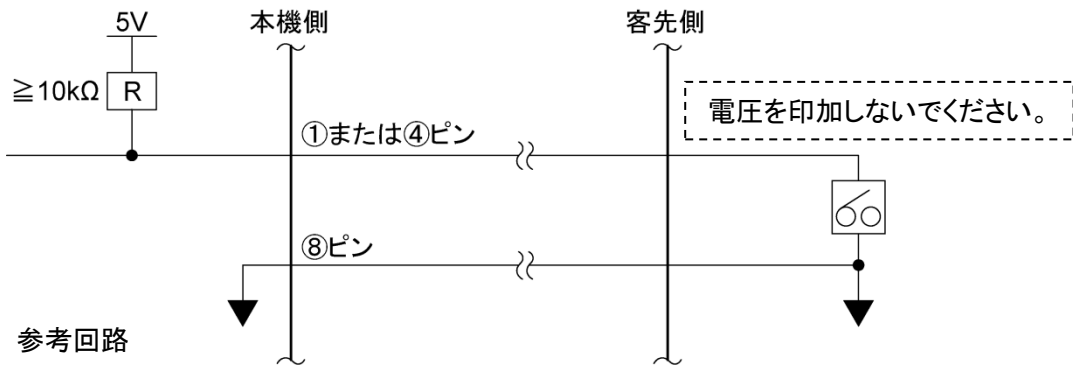 5V
本機側
客先側
≧10kΩ
R
電圧を印加しないでください。
①または④ピン
⑧ピン
参考回路